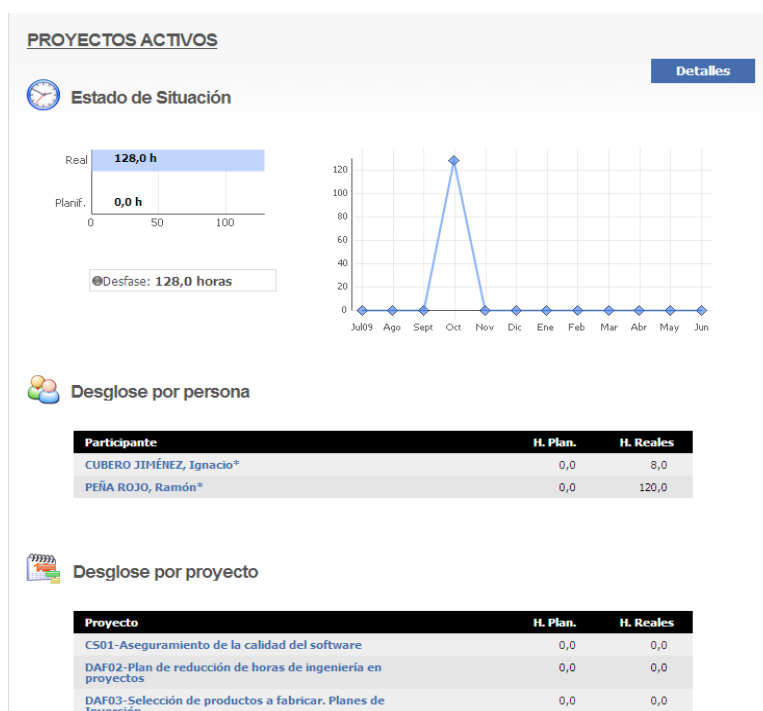 PROYECTOS ACTIVOS
Detalles
Estado de Situación
Real 128,0 h
Planif. 0,0 h
0 50 100
Desfase: 128,0 horas
120
100
80
60
40
20
0
Jul09 Ago Sept Oct Nov Dic Ene Feb Mar Abr May Jun
Desglose por persona
Participante H. Plan. H. Reales
CUBERO JIMÉNEZ, Ignacio* 0,0 8,0
PEÑA ROJO, Ramón* 0,0 120,0
Desglose por proyecto
Proyecto H. Plan. H. Reales
CS01-Aseguramiento de la calidad del software 0,0 0,0
DAF02-Plan de reducción de horas de ingeniería en
proyectos 0,0 0,0
DAF03-Selección de productos a fabricar. Planes de
Inversión 0,0 0,0